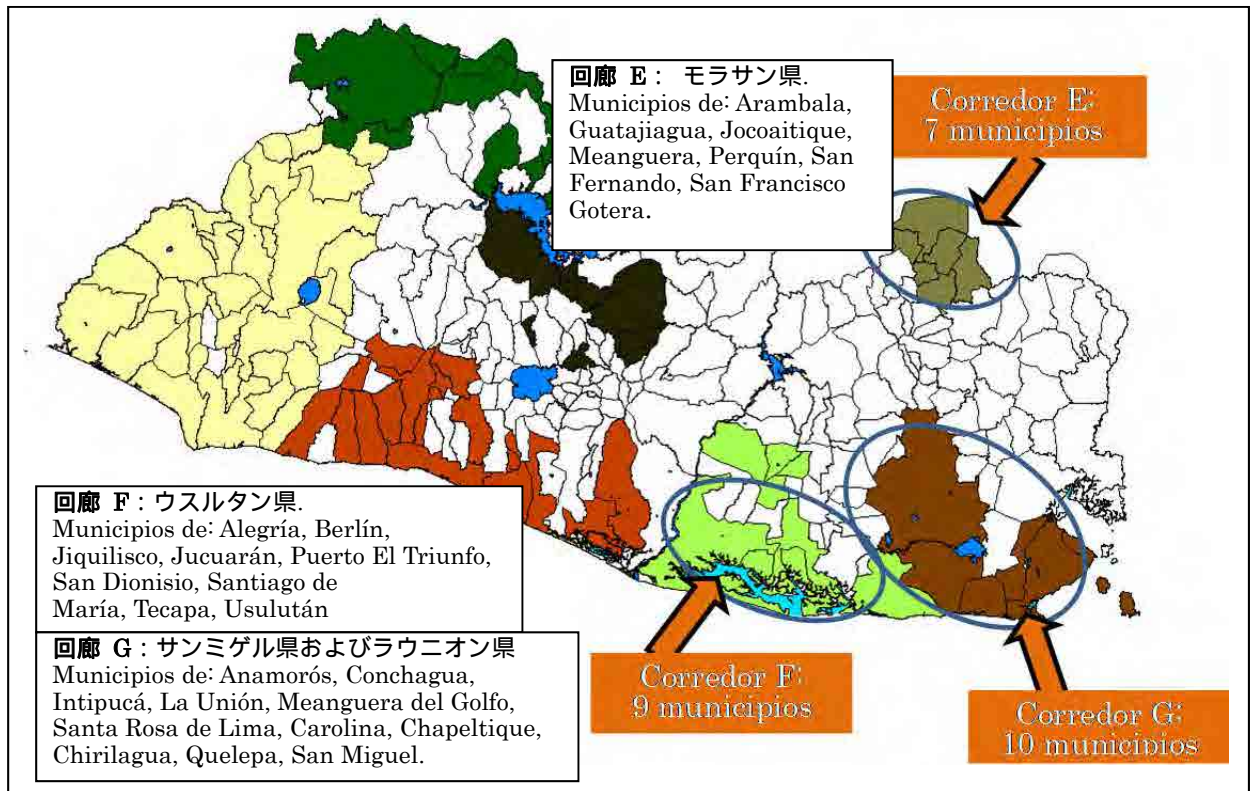 回廊 E： モラサン県.
Municipios de: Arambala,
Guatajiagua, Jocoaitique,
Meanguera, Perquín, San
Fernando, San Francisco
Gotera.
Corredor E:
7 municipios
回廊 F：ウスルタン県.
Municipios de: Alegría, Berlín,
Jiquilisco, Jucuarán, Puerto El Triunfo,
San Dionisio, Santiago de
María, Tecapa, Usulután
回廊 G：サンミゲル県およびラウニオン県
Municipios de: Anamorós, Conchagua,
Intipucá, La Unión, Meanguera del Golfo,
Santa Rosa de Lima, Carolina, Chapeltique,
Chirilagua, Quelepa, San Miguel.
Corredor F:
9 municipios
Corredor G:
10 municipios